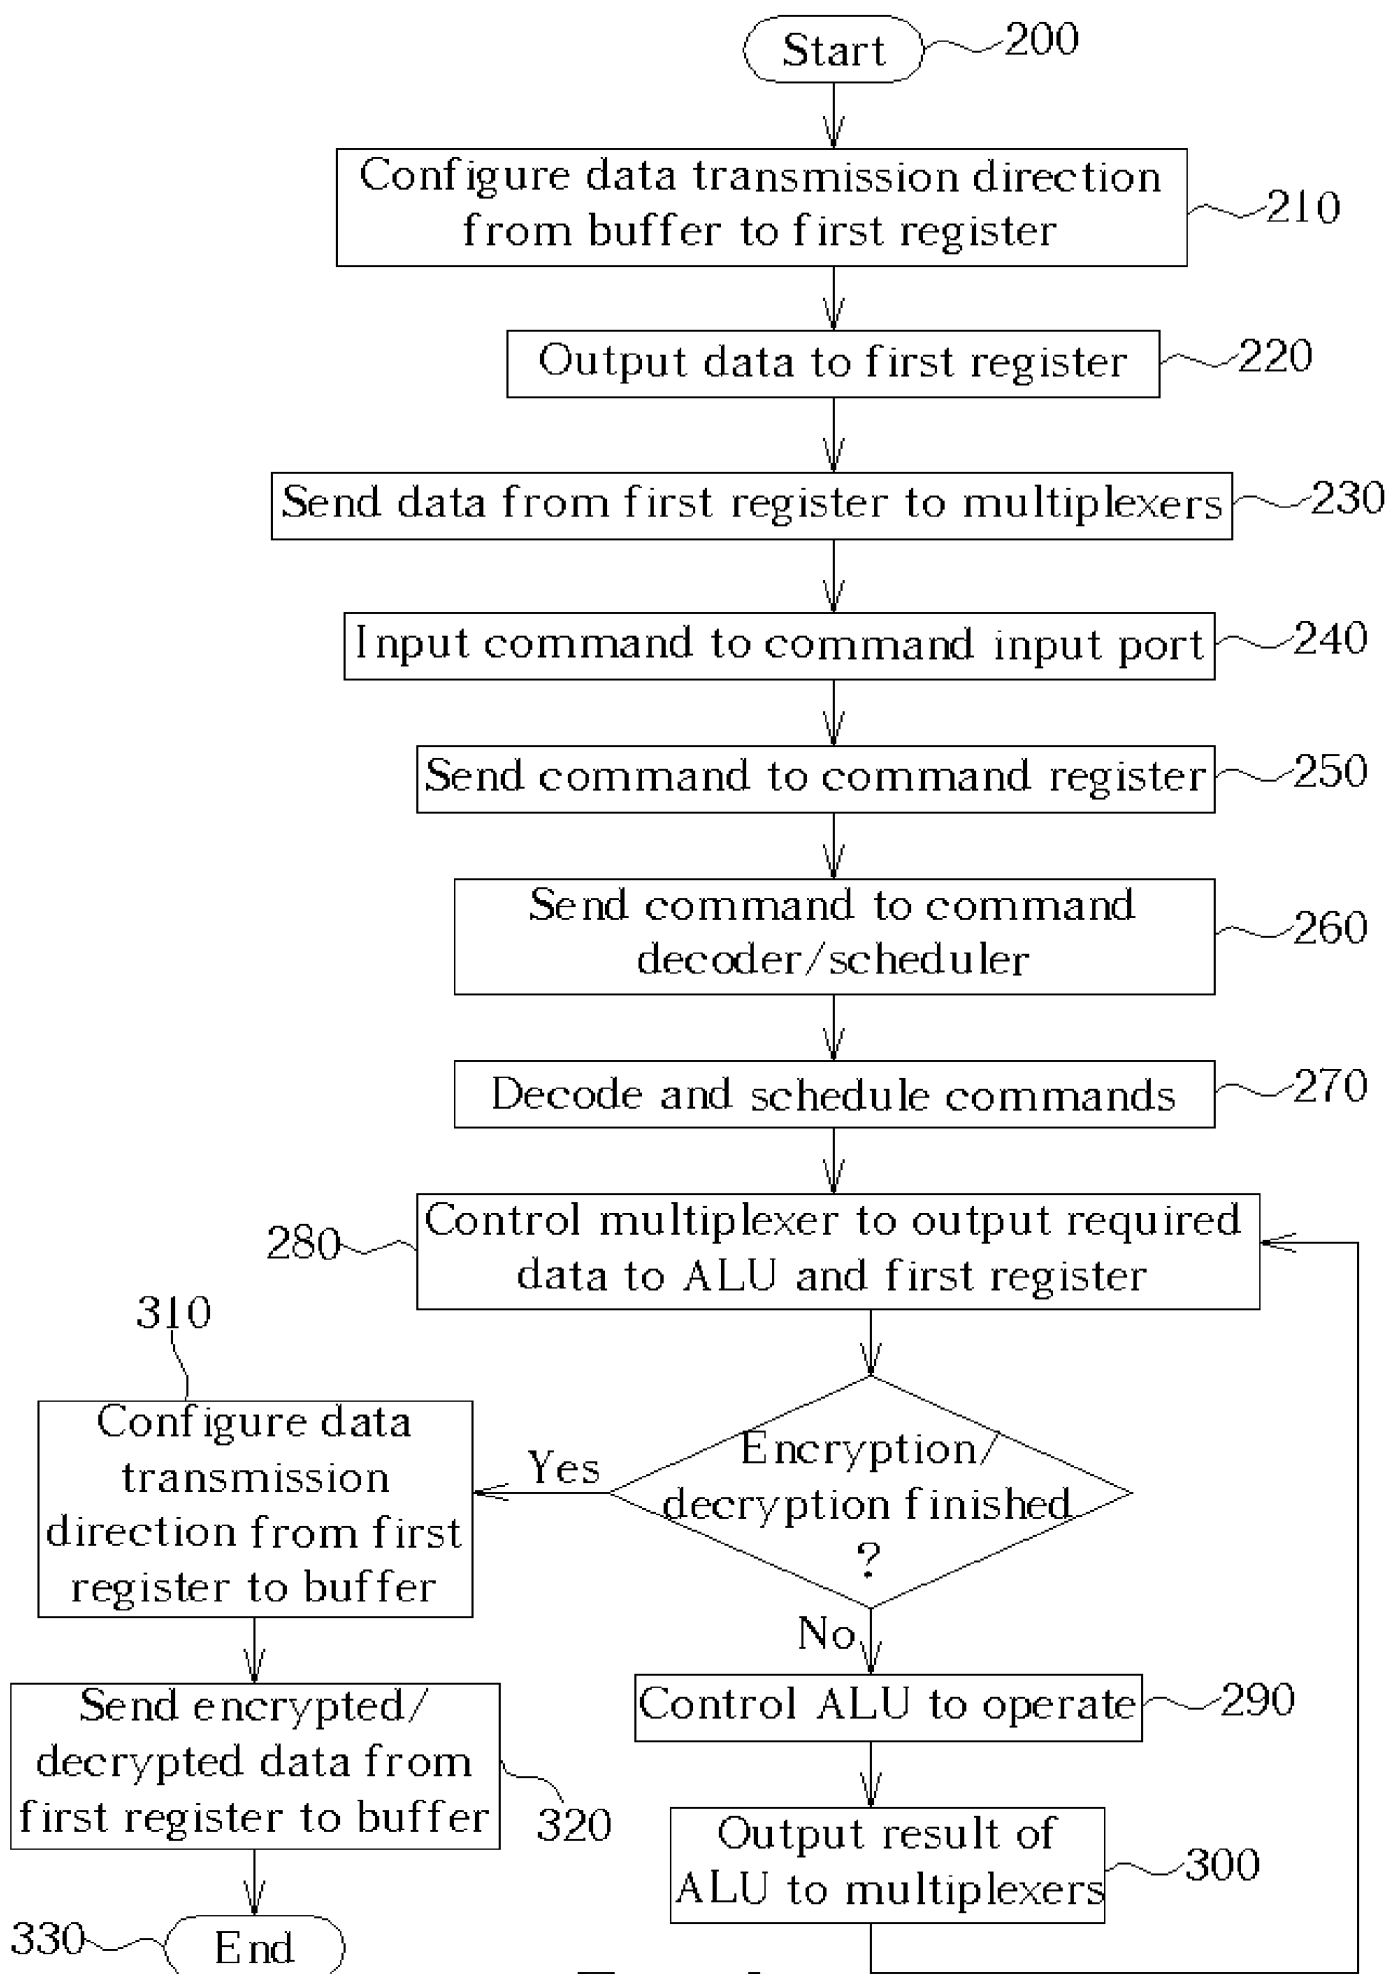 Start
200
Configure data transmission direction
from buffer to first register
210
Output data to first register
220
Send data from first register to multiplexers
230
Input command to command input port
240
Send command to command register
250
Send command to command
decoder/scheduler
260
Decode and schedule commands
270
Control multiplexer to output required
data to ALU and first register
280
Encryption/
decryption finished
?
Yes
No
310
Configure data
transmission
direction from first
register to buffer
Send encrypted/
decrypted data from
first register to buffer
320
Control ALU to operate
290
Output result of
ALU to multiplexers
300
330
End